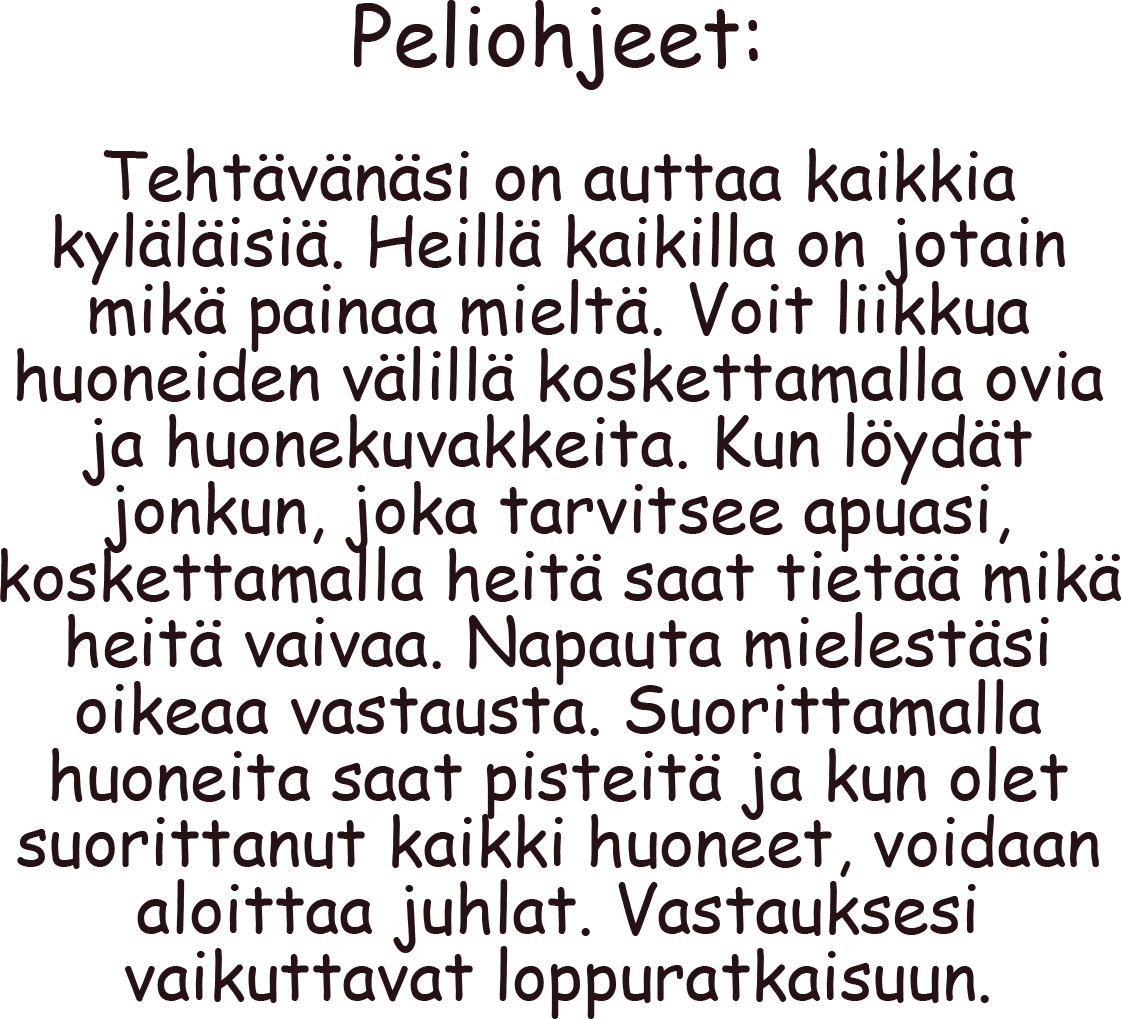 Peliohjeet:
Tehtävänäsi on auttaa kaikkia
kyläläisiä. Heillä kaikilla on jotain
mikä painaa mieltä. Voit liikkua
huoneiden välillä koskettamalla ovia
ja huonekuvakkeita. Kun löydät
jonkun, joka tarvitsee apuasi,
koskettamalla heitä saat tietää mikä
heitä vaivaa. Napauta mielestäsi
oikeaa vastausta. Suorittamalla
huoneita saat pisteitä ja kun olet
suorittanut kaikki huoneet, voidaan
aloittaa juhlat. Vastauksesi
vaikuttavat loppuratkaisuun.